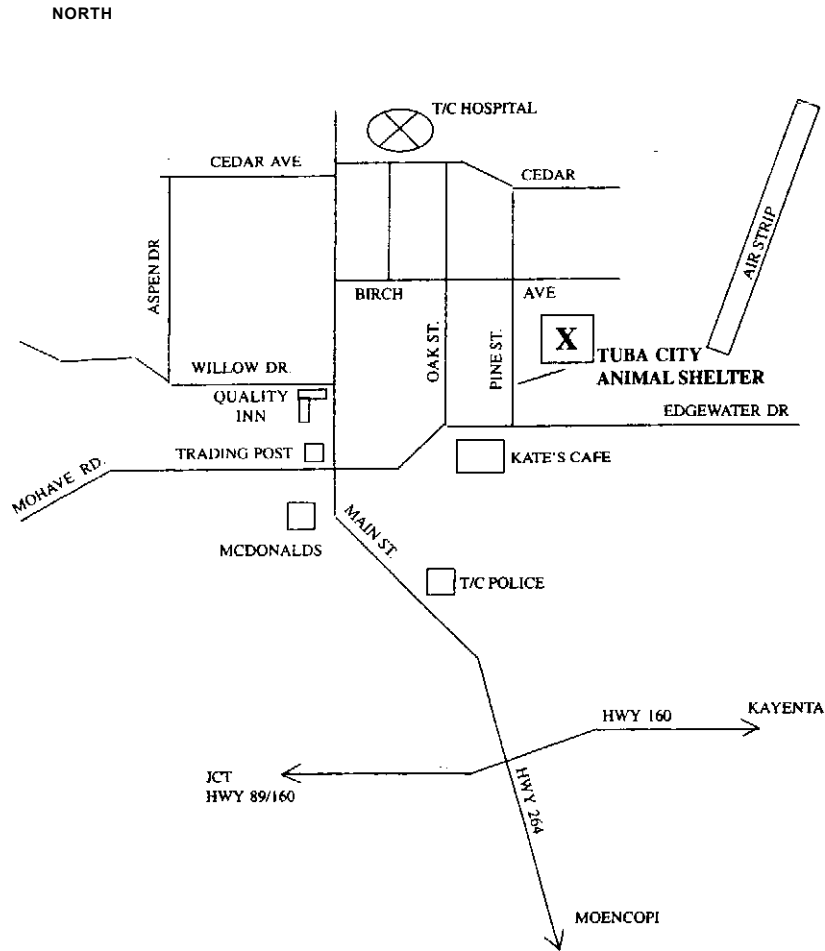 NORTH
T/C HOSPITAL
CEDAR AVE
CEDAR
AIR STRIP
ASPEN DR
BIRCH
AVE
OAK ST.
PINE ST.
X
TUBA CITY
ANIMAL SHELTER
WILLOW DR.
QUALITY
INN
EDGEWATER DR
TRADING POST
KATE'S CAFE
MOHAVE RD.
MAIN ST.
MCDONALDS
T/C POLICE
KAYENTA
HWY 160
JCT
HWY 89/160
HWY 264
MOENCOPI